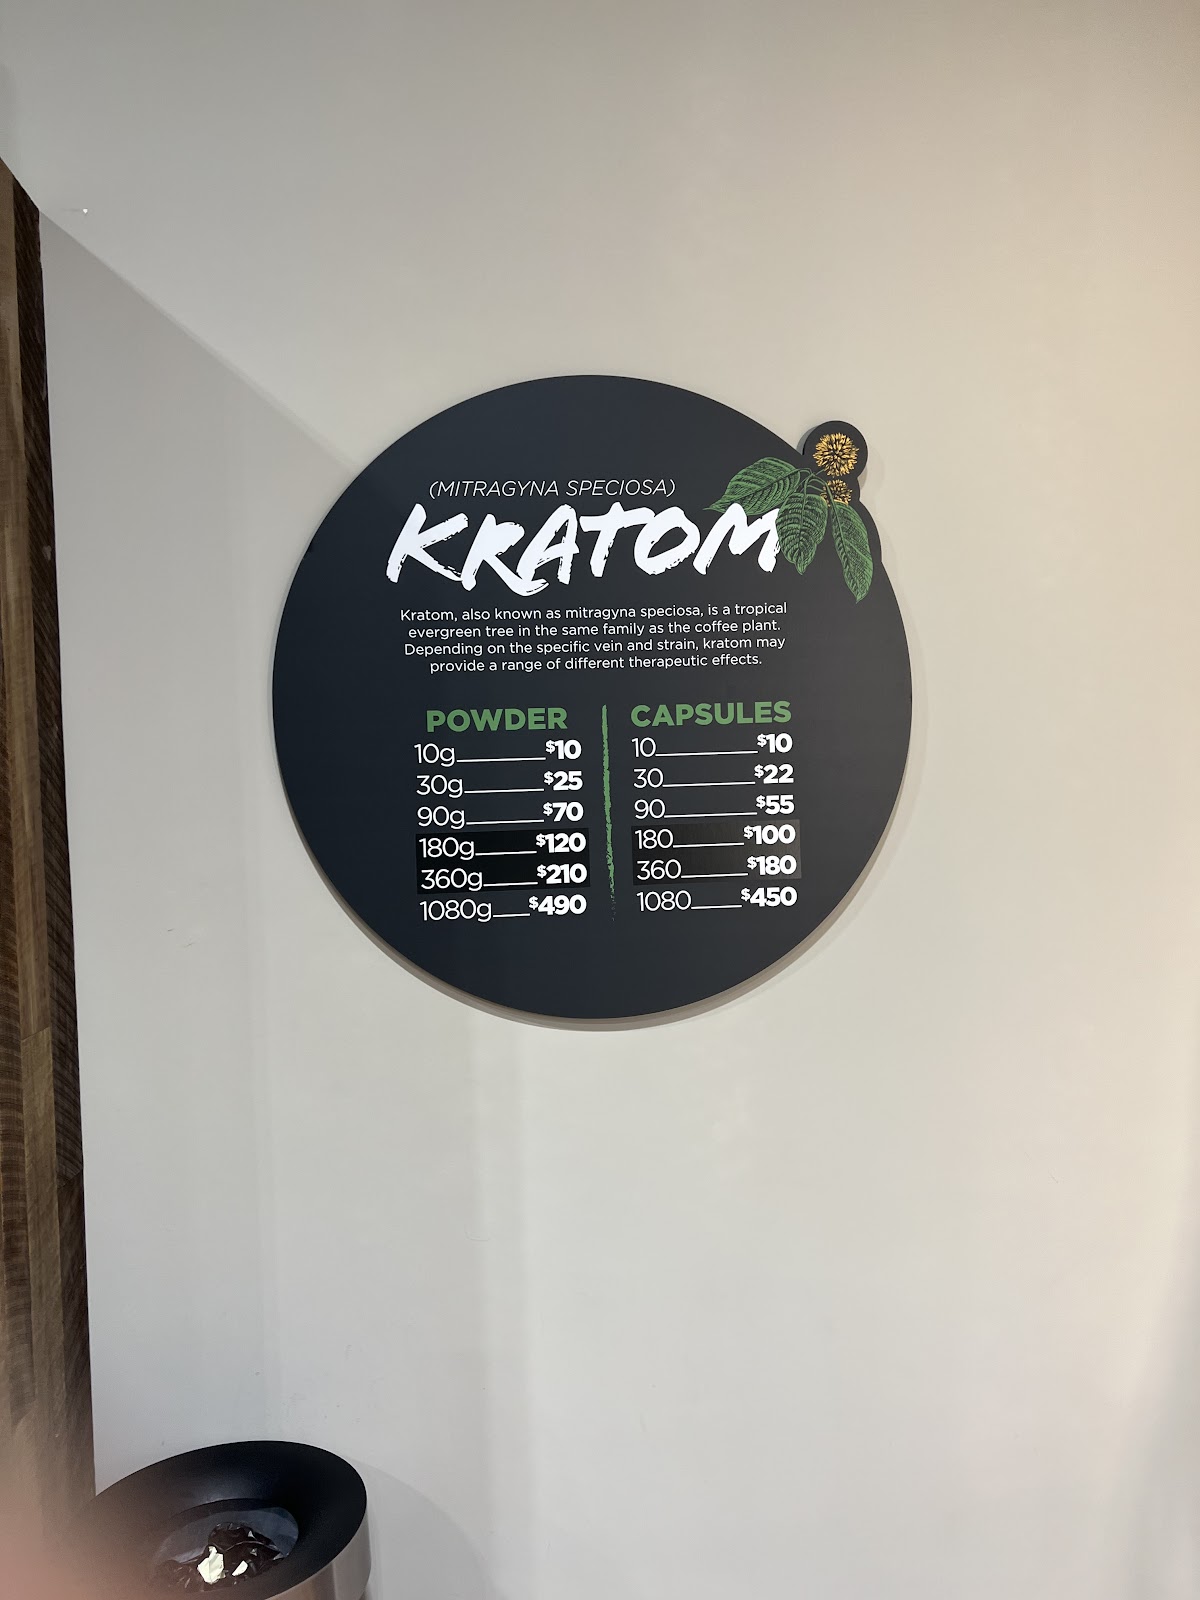 (MITRAGYNA SPECIOSA)
KRATOM
Kratom, also known as mitragyna speciosa, is a tropical
evergreen tree in the same family as the coffee plant.
Depending on the specific vein and strain, kratom may
provide a range of different therapeutic effects.
POWDER
10g $10
30g $25
90g $70
180g $120
360g $210
1080g $490
CAPSULES
10 $10
30 $22
90 $55
180 $100
360 $180
1080 $450